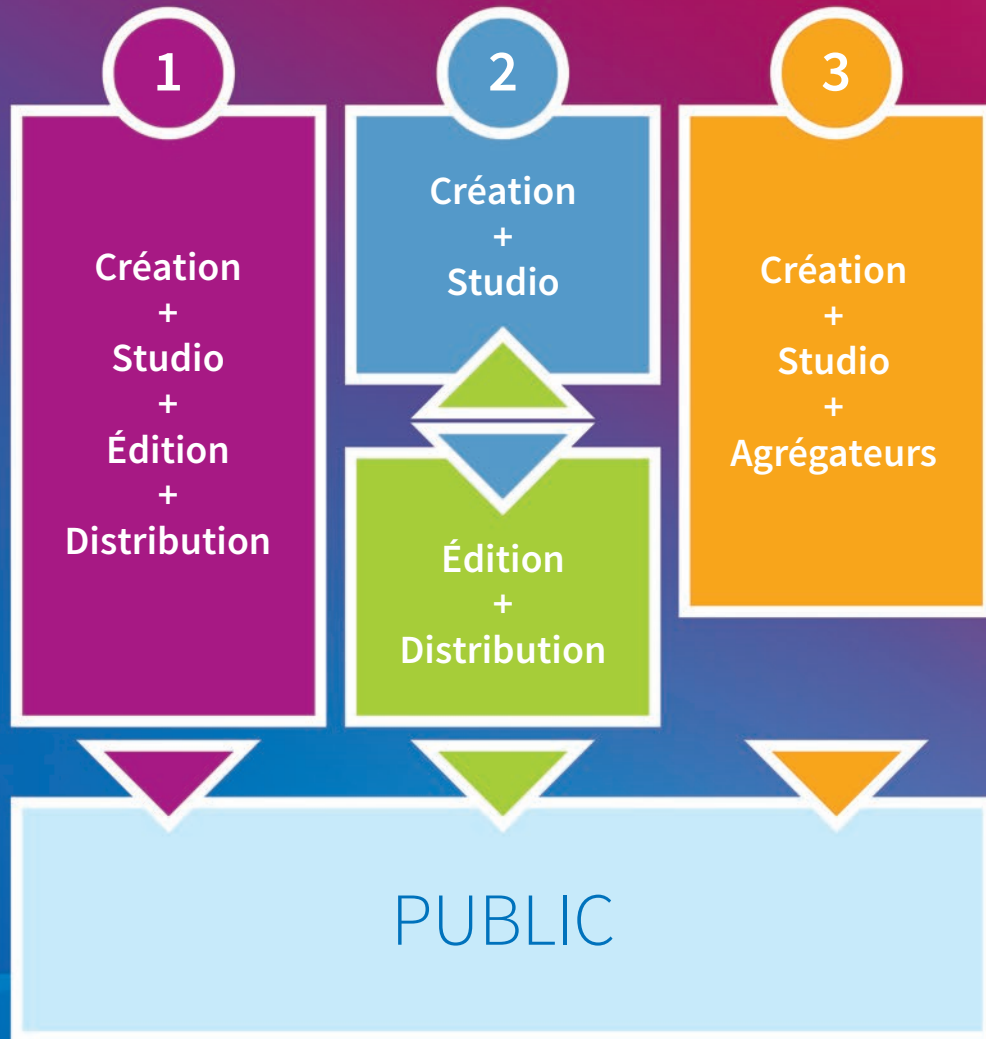 1
Création
+
Studio
+
Édition
+
Distribution
2
Création
+
Studio
Édition
+
Distribution
3
Création
+
Studio
+
Agrégateurs
PUBLIC